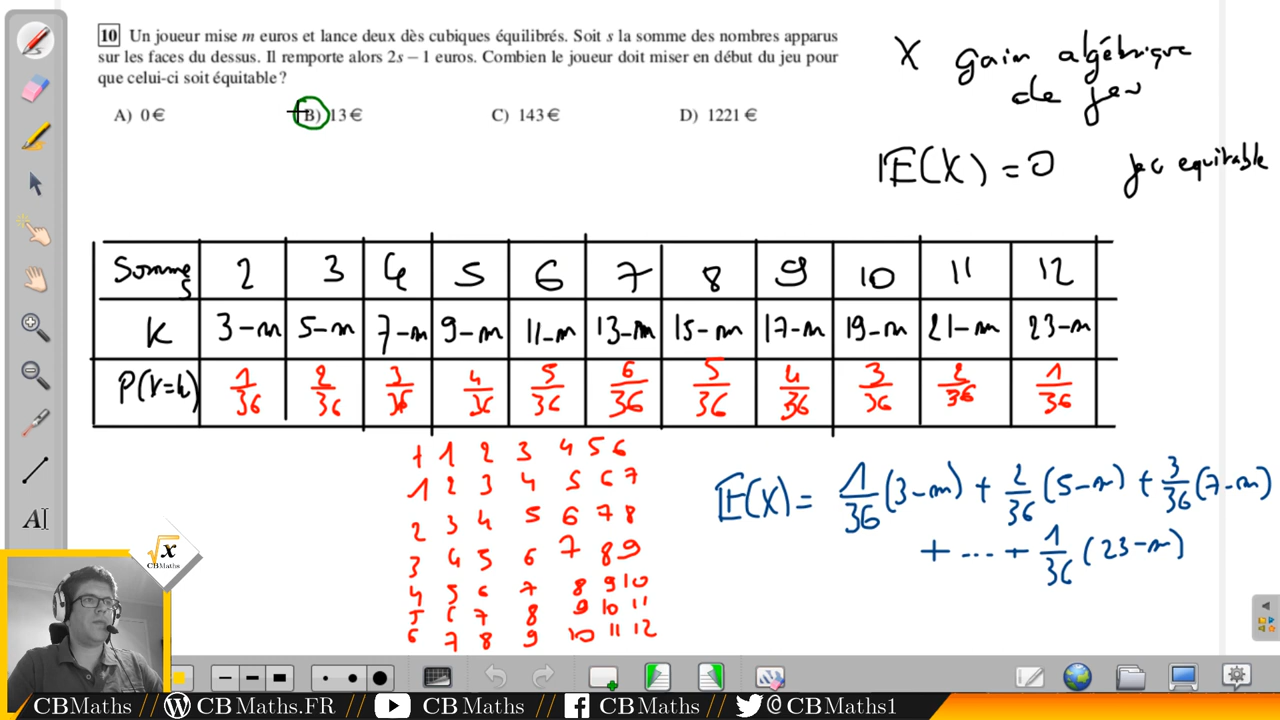 10 Un joueur mise m euros et lance deux dès cubiques équilibrés. Soit s la somme des nombres apparus
sur les faces du dessus. Il remporte alors 2s − 1 euros. Combien le joueur doit miser en début du jeu pour
que celui-ci soit équitable ?
A) 0 € B) 13 € C) 143 € D) 1221 €
X gain algébrique
de jeu
E(X) = 0 jeu equitable
Somme s 2 3 4 5 6 7 8 9 10 11 12
K 3-m 5-m 7-m 9-m 11-m 13-m 15-m 17-m 19-m 21-m 23-m
P(X=k) 1/36 2/36 3/36 4/36 5/36 6/36 5/36 4/36 3/36 2/36 1/36
+ 1 2 3 4 5 6
1 2 3 4 5 6 7
2 3 4 5 6 7 8
3 4 5 6 7 8 9
4 5 6 7 8 9 10
5 6 7 8 9 10 11
6 7 8 9 10 11 12
E(X) = 1/36 (3-m) + 2/36 (5-m) + 3/36 (7-m)
+ ... + 1/36 (23-m)
AI
√x
CBMaths
CBMaths CBMaths.FR CBMaths CBMaths @CBMaths1